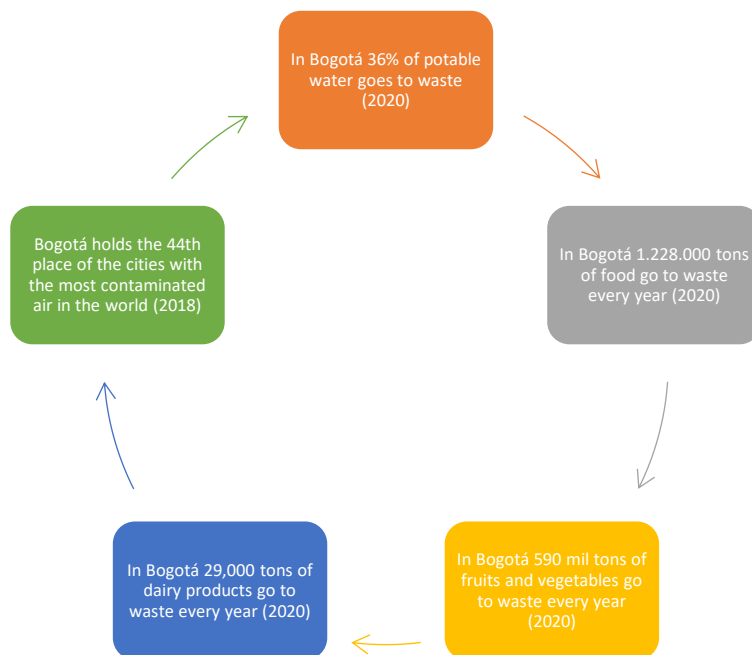 In Bogotá 36% of potable
water goes to waste
(2020)
In Bogotá 1.228.000 tons
of food go to waste
every year (2020)
In Bogotá 590 mil tons of
fruits and vegetables go
to waste every year
(2020)
In Bogotá 29,000 tons of
dairy products go to
waste every year (2020)
Bogotá holds the 44th
place of the cities with
the most contaminated
air in the world (2018)